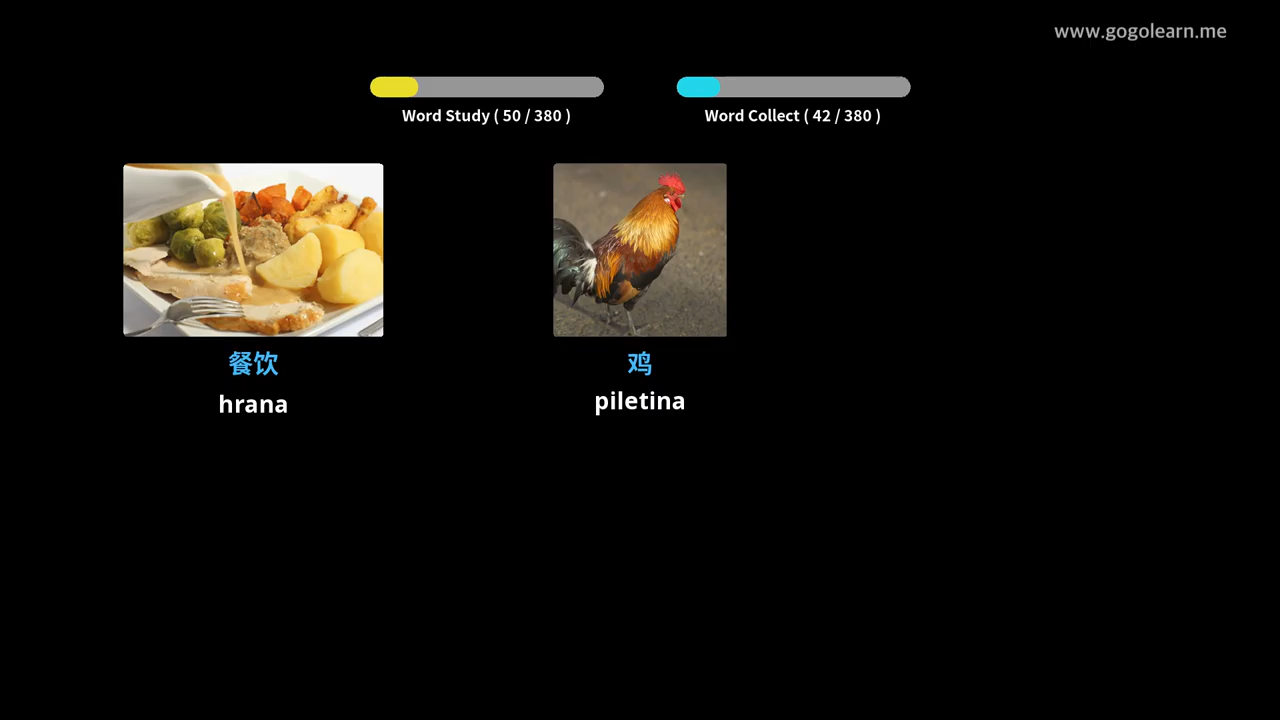 www.gogolearn.me
Word Study ( 50 / 380 )
Word Collect ( 42 / 380 )
餐饮
hrana
鸡
piletina